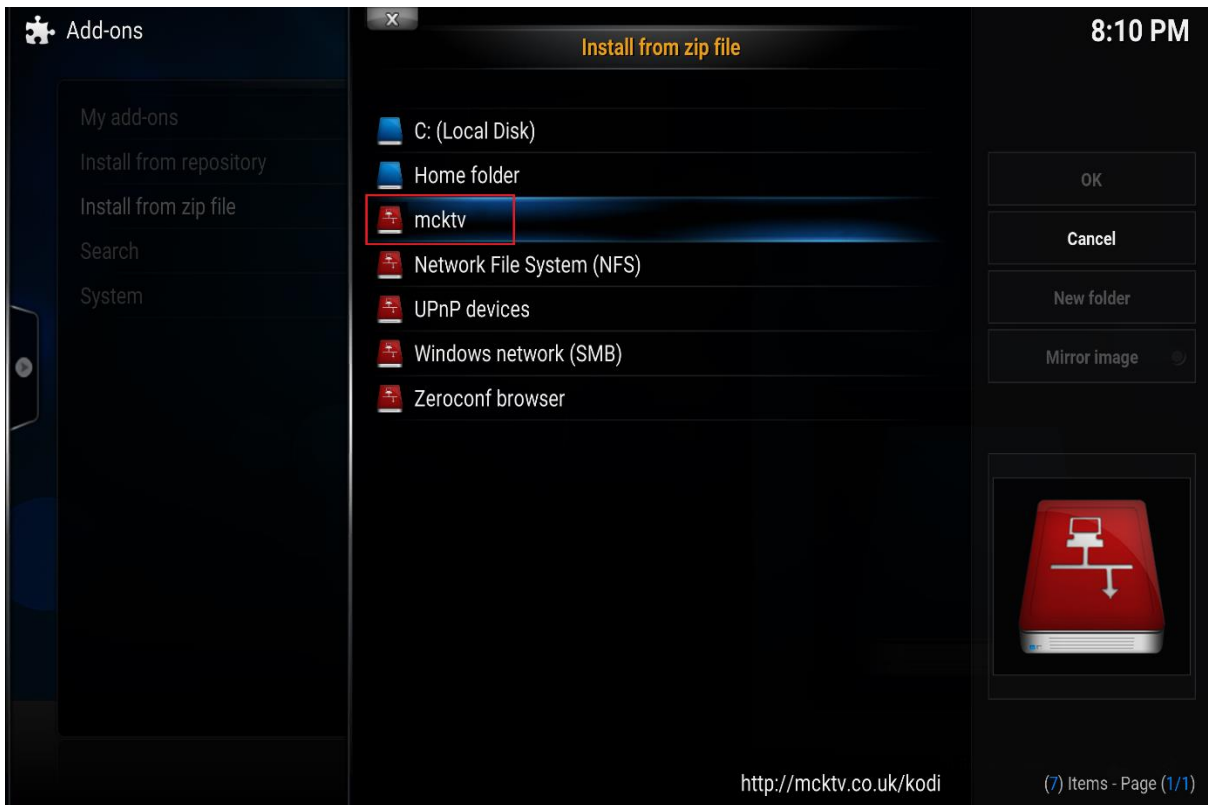 Add-ons
X
Install from zip file
8:10 PM
My add-ons
Install from repository
Install from zip file
Search
System
C: (Local Disk)
Home folder
mcktv
Network File System (NFS)
UPnP devices
Windows network (SMB)
Zeroconf browser
OK
Cancel
New folder
Mirror image
http://mcktv.co.uk/kodi
(7) Items - Page (1/1)